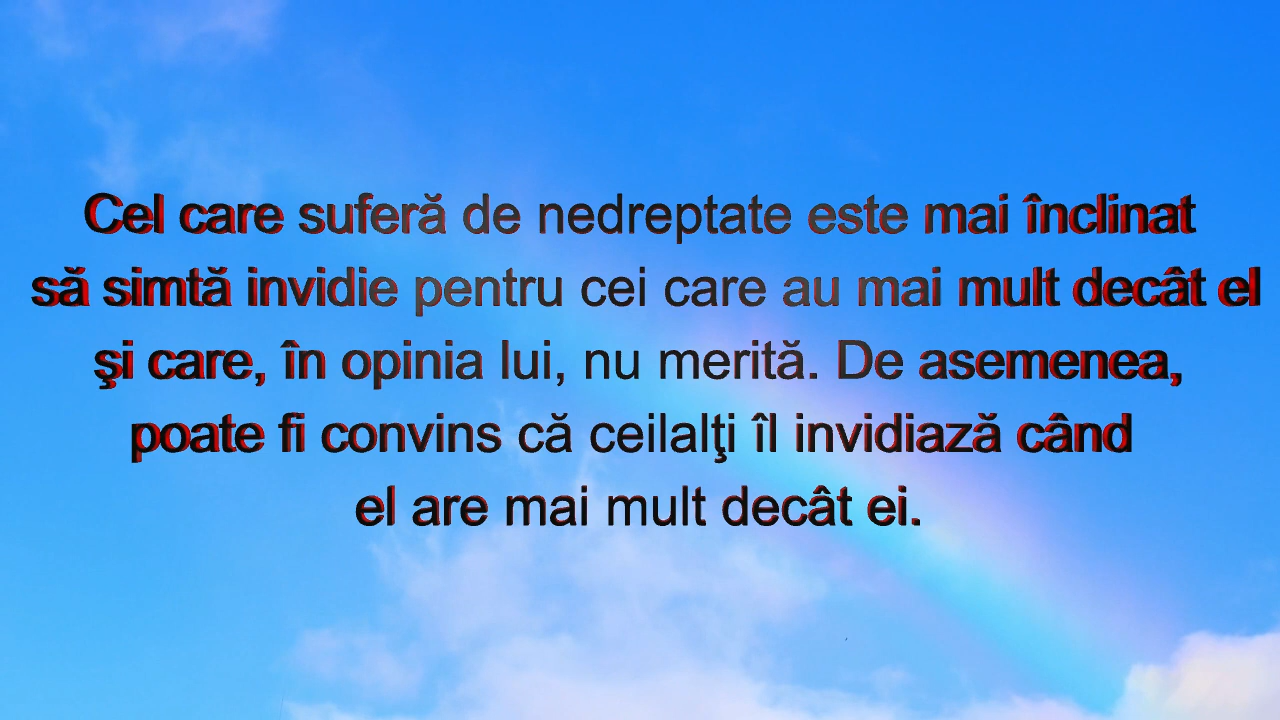 Cel care suferă de nedreptate este mai înclinat
să simtă invidie pentru cei care au mai mult decât el
şi care, în opinia lui, nu merită. De asemenea,
poate fi convins că ceilalţi îl invidiază când
el are mai mult decât ei.